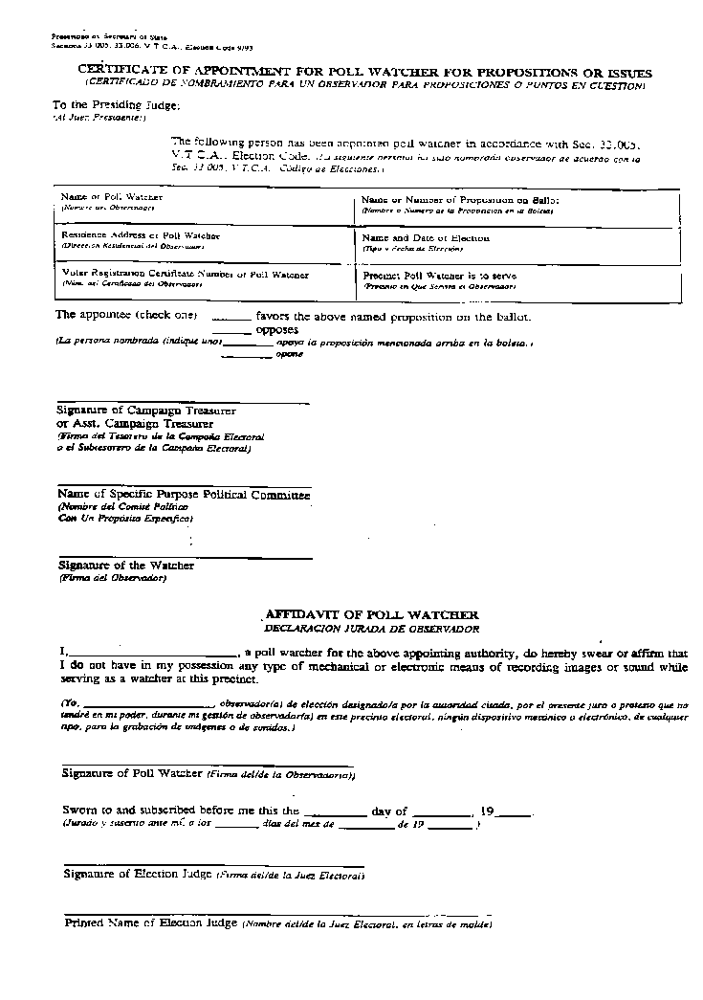 Prescribed by Secretary of State
Sections 33.005, 33.006, V.T.C.A., Election Code 9/93
CERTIFICATE OF APPOINTMENT FOR POLL WATCHER FOR PROPOSITIONS OR ISSUES
(CERTIFICADO DE NOMBRAMIENTO PARA UN OBSERVADOR PARA PROPOSICIONES O PUNTOS EN CUESTION)
To the Presiding Judge:
(Al Juez Presidente:)
The following person has been appointed poll watcher in accordance with Sec. 33.005,
V.T.C.A., Election Code. (La siguiente persona ha sido nombrada observador de acuerdo con la
Sec. 33.005, V.T.C.A., Código de Elecciones.)
Name of Poll Watcher
(Nombre del Observador)
Name or Number of Proposition on Ballot
(Nombre o Numero de la Proposicion en la Boleta)
Residence Address of Poll Watcher
(Dirección Residencial del Observador)
Name and Date of Election
(Tipo y Fecha de Elección)
Voter Registration Certificate Number of Poll Watcher
(Núm. del Certificado del Observador)
Precinct Poll Watcher is to serve
(Precinto en Que Servira el Observador)
The appointee (check one) ______ favors the above named proposition on the ballot.
______ opposes
(La persona nombrada (indique uno) ________ apoya la proposición mencionada arriba en la boleta.)
________ opone
Signature of Campaign Treasurer
or Asst. Campaign Treasurer
(Firma del Tesorero de la Campaña Electoral
o el Subtesorero de la Campaña Electoral)
Name of Specific Purpose Political Committee
(Nombre del Comité Político
Con Un Propósito Especifico)
Signature of the Watcher
(Firma del Observador)
AFFIDAVIT OF POLL WATCHER
DECLARACION JURADA DE OBSERVADOR
I,__________________________, a poll watcher for the above appointing authority, do hereby swear or affirm that
I do not have in my possession any type of mechanical or electronic means of recording images or sound while
serving as a watcher at this precinct.
(Yo, ____________________, observador(a) de elección designado/a por la autoridad citada, por el presente juro o protesto que no
tendré en mi poder, durante mi gestión de observador(a) en este precinto electoral, ningún dispositivo mecánico o electrónico, de cualquier
tipo, para la grabación de imágenes o de sonidos.)
Signature of Poll Watcher (Firma del/de la Observador(a))
Sworn to and subscribed before me this the __________ day of __________, 19______.
(Jurado y suscrito ante mí, a los _______ días del mes de _________ de 19 _______ )
Signature of Election Judge (Firma del/de la Juez Electoral)
Printed Name of Election Judge (Nombre del/de la Juez Electoral, en letras de molde)